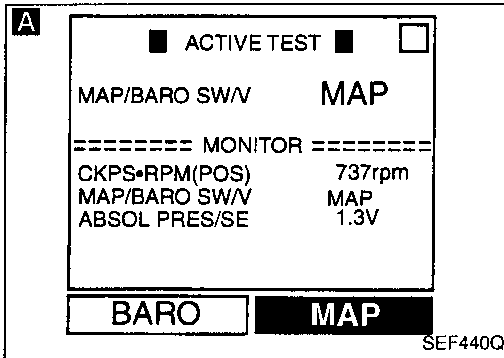 A
■ ACTIVE TEST ■
MAP/BARO SW/V MAP
======== MONITOR ========
CKPS•RPM(POS) 737rpm
MAP/BARO SW/V MAP
ABSOL PRES/SE 1.3V
BARO MAP
SEF440Q